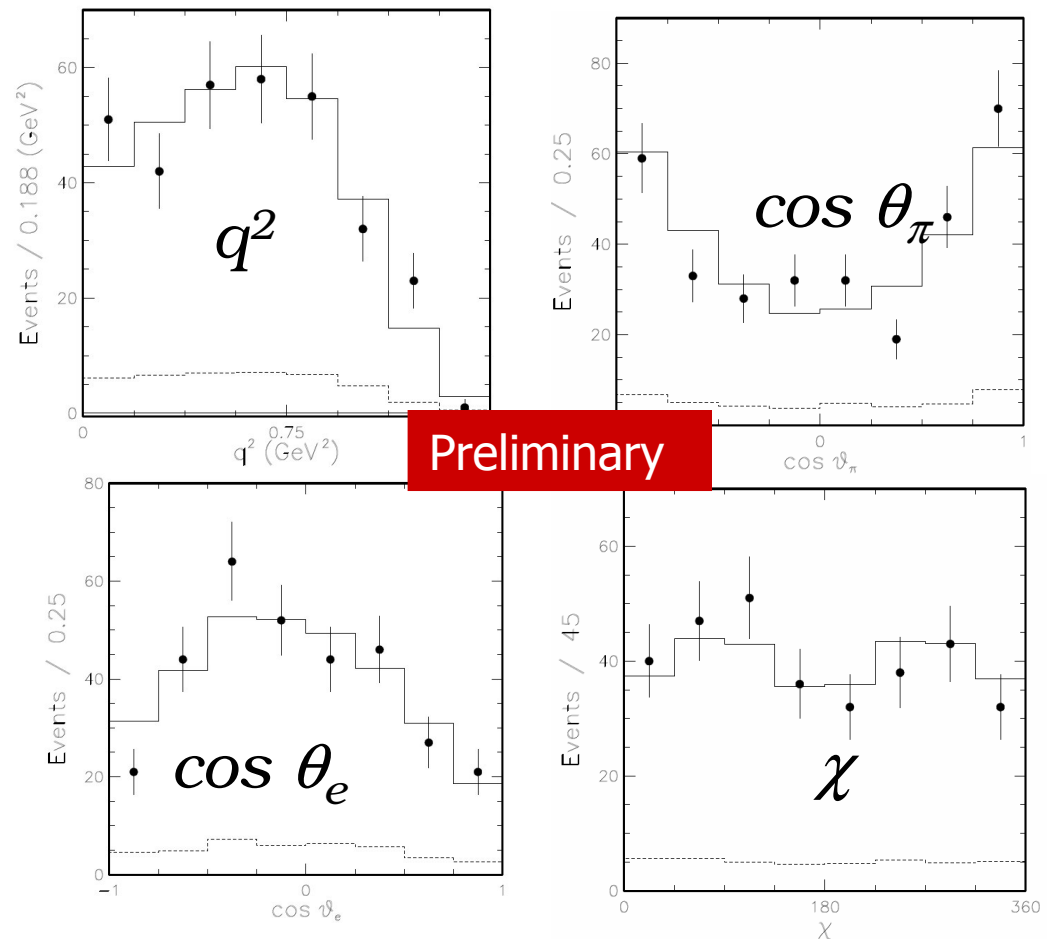 60
40
20
0
Events / 0.188 (GeV²)
q²
0
0.75
q² (GeV²)
80
60
40
20
Events / 0.25
cos θπ
0
1
cos ϑπ
Preliminary
80
60
40
20
0
Events / 0.25
cos θe
−1
0
1
cos ϑe
60
40
20
0
Events / 45
χ
0
180
360
χ